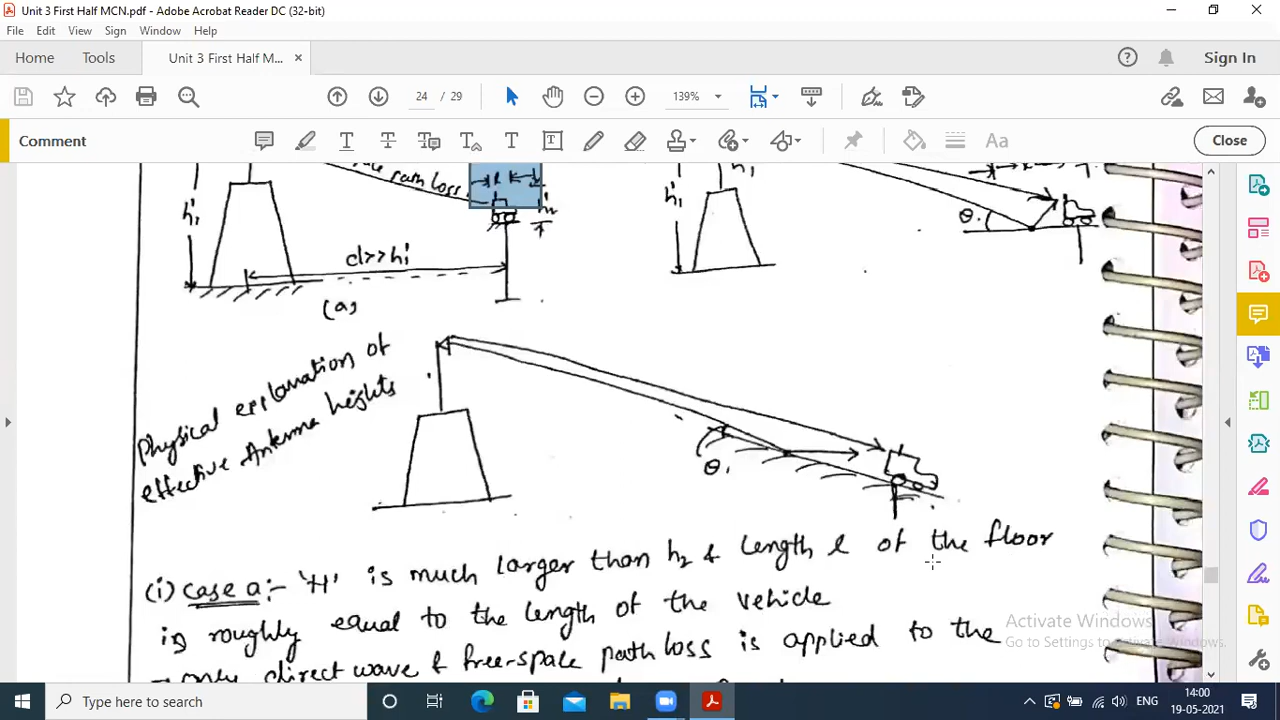 Unit 3 First Half MCN.pdf - Adobe Acrobat Reader DC (32-bit)
File Edit View Sign Window Help
Home Tools Unit 3 First Half M... × Sign In
24 / 29 139%
Comment Close
path loss
h1 l h2
d>>h1
(a)
h1
θ
Physical explanation of
effective Antenna heights
θ1
(i) Case a:- 'H' is much larger than h2 & length l of the floor
is roughly equal to the length of the vehicle
→ only direct wave & free-space path loss is applied to the
Activate Windows
Go to Settings to activate Windows.
Type here to search
ENG
14:00
19-05-2021